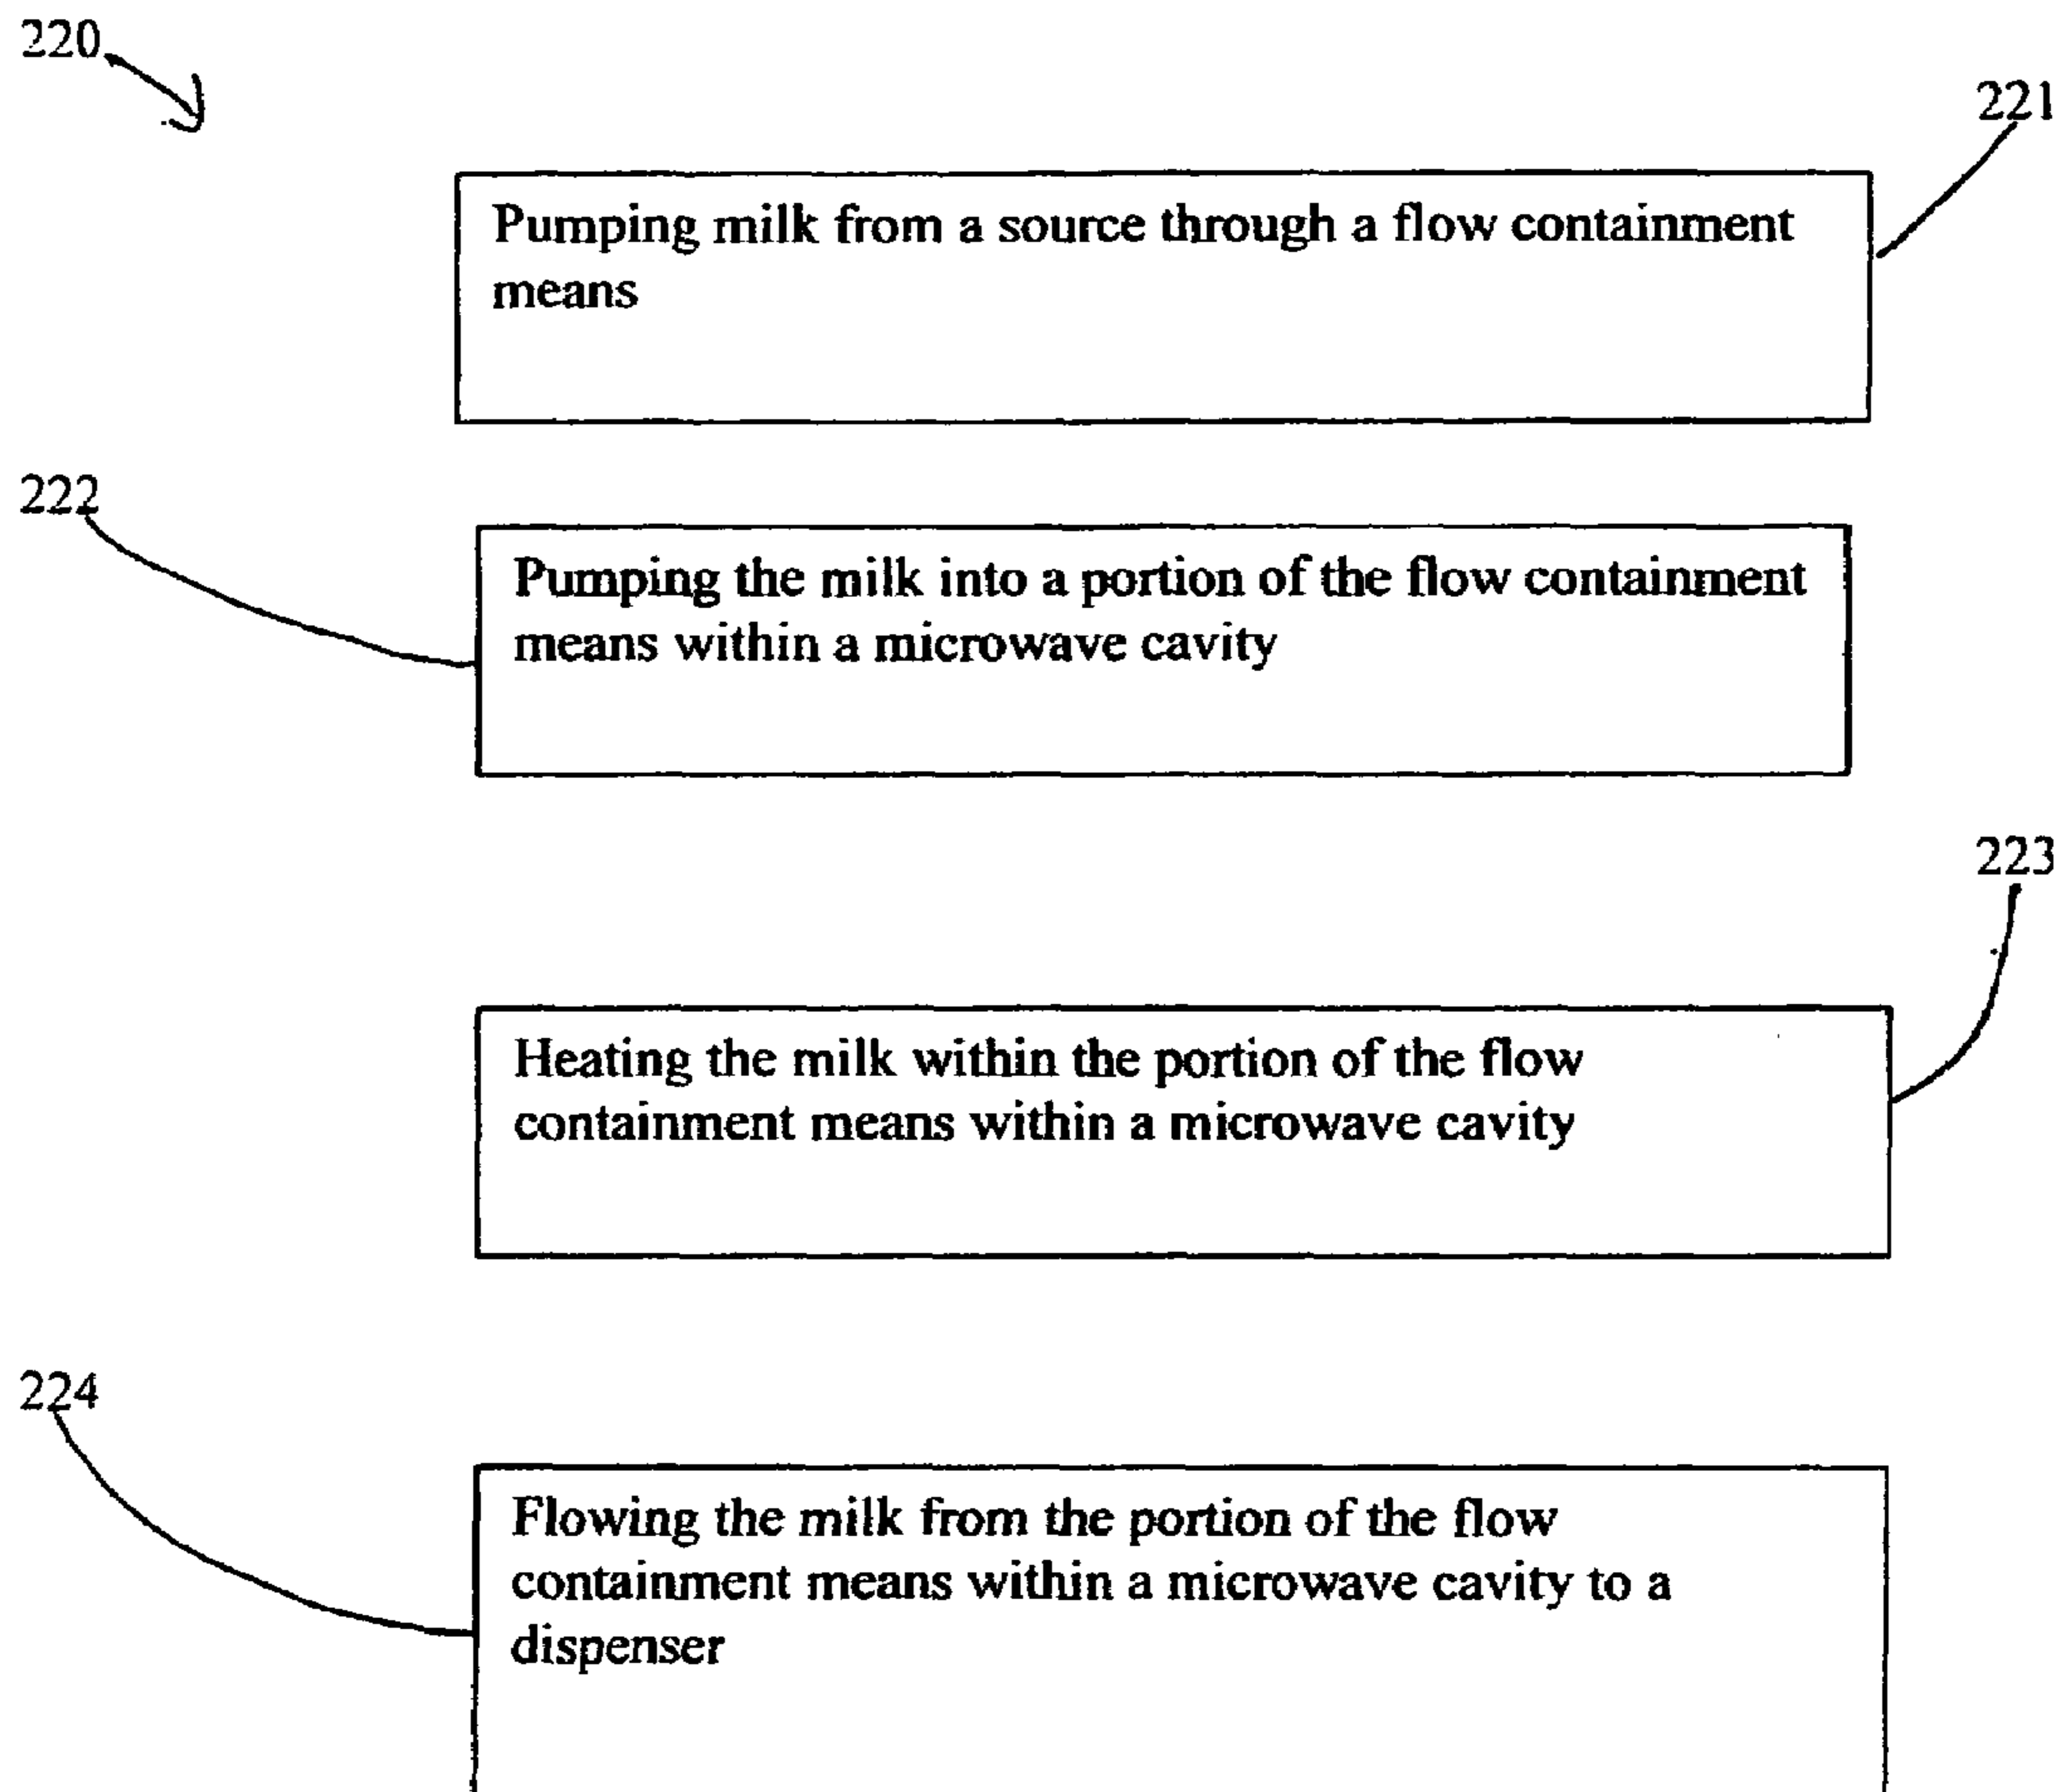 220
221
Pumping milk from a source through a flow containment
means
222
Pumping the milk into a portion of the flow containment
means within a microwave cavity
223
Heating the milk within the portion of the flow
containment means within a microwave cavity
224
Flowing the milk from the portion of the flow
containment means within a microwave cavity to a
dispenser